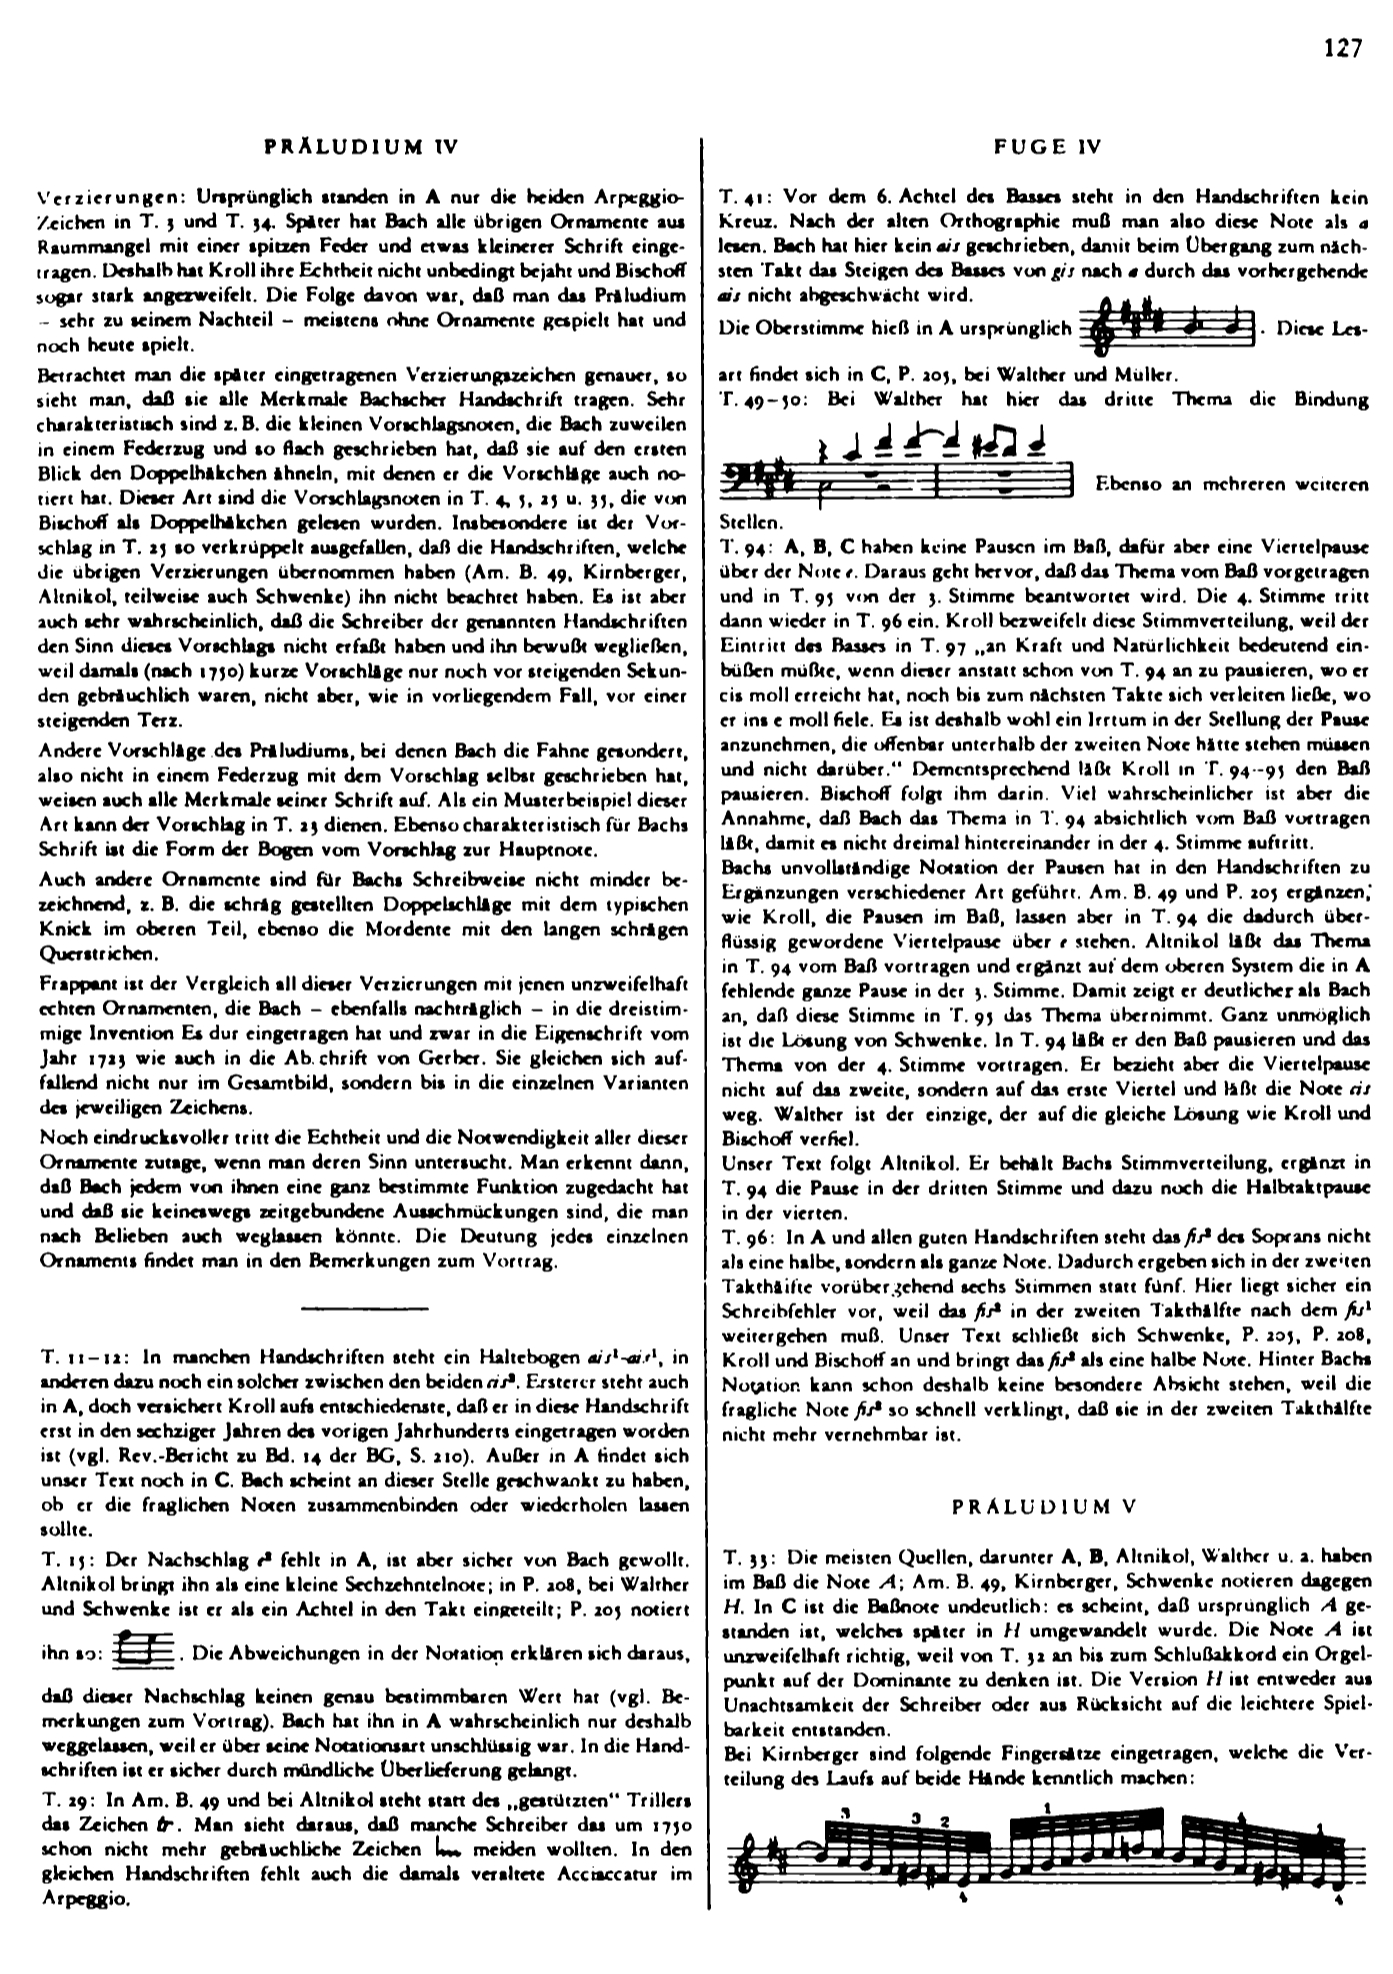 127
PRÄLUDIUM IV
Verzierungen: Ursprünglich standen in A nur die beiden Arpeggio-
Zeichen in T. 3 und T. 34. Später hat Bach alle übrigen Ornamente aus
Raummangel mit einer spitzen Feder und etwas kleinerer Schrift einge-
tragen. Deshalb hat Kroll ihre Echtheit nicht unbedingt bejaht und Bischoff
sogar stark angezweifelt. Die Folge davon war, daß man das Präludium
– sehr zu seinem Nachteil – meistens ohne Ornamente gespielt hat und
noch heute spielt.
Betrachtet man die später eingetragenen Verzierungszeichen genauer, so
sieht man, daß sie alle Merkmale Bachscher Handschrift tragen. Sehr
charakteristisch sind z. B. die kleinen Vorschlagsnoten, die Bach zuweilen
in einem Federzug und so flach geschrieben hat, daß sie auf den ersten
Blick den Doppelhäkchen ähneln, mit denen er die Vorschläge auch no-
tiert hat. Dieser Art sind die Vorschlagsnoten in T. 4, 5, 25 u. 35, die von
Bischoff als Doppelhäkchen gelesen wurden. Insbesondere ist der Vor-
schlag in T. 25 so verkrüppelt ausgefallen, daß die Handschriften, welche
die übrigen Verzierungen übernommen haben (Am. B. 49, Kirnberger,
Altnikol, teilweise auch Schwenke) ihn nicht beachtet haben. Es ist aber
auch sehr wahrscheinlich, daß die Schreiber der genannten Handschriften
den Sinn dieses Vorschlags nicht erfaßt haben und ihn bewußt wegließen,
weil damals (nach 1750) kurze Vorschläge nur noch vor steigenden Sekun-
den gebräuchlich waren, nicht aber, wie in vorliegendem Fall, vor einer
steigenden Terz.
Andere Vorschläge des Präludiums, bei denen Bach die Fahne gesondert,
also nicht in einem Federzug mit dem Vorschlag selbst geschrieben hat,
weisen auch alle Merkmale seiner Schrift auf. Als ein Musterbeispiel dieser
Art kann der Vorschlag in T. 23 dienen. Ebenso charakteristisch für Bachs
Schrift ist die Form der Bogen vom Vorschlag zur Hauptnote.
Auch andere Ornamente sind für Bachs Schreibweise nicht minder be-
zeichnend, z. B. die schräg gestellten Doppelschläge mit dem typischen
Knick im oberen Teil, ebenso die Mordente mit den langen schrägen
Querstrichen.
Frappant ist der Vergleich all dieser Verzierungen mit jenen unzweifelhaft
echten Ornamenten, die Bach – ebenfalls nachträglich – in die dreistim-
mige Invention Es dur eingetragen hat und zwar in die Eigenschrift vom
Jahr 1723 wie auch in die Abschrift von Gerber. Sie gleichen sich auf-
fallend nicht nur im Gesamtbild, sondern bis in die einzelnen Varianten
des jeweiligen Zeichens.
Noch eindrucksvoller tritt die Echtheit und die Notwendigkeit aller dieser
Ornamente zutage, wenn man deren Sinn untersucht. Man erkennt dann,
daß Bach jedem von ihnen eine ganz bestimmte Funktion zugedacht hat
und daß sie keineswegs zeitgebundene Ausschmückungen sind, die man
nach Belieben auch weglassen könnte. Die Deutung jedes einzelnen
Ornaments findet man in den Bemerkungen zum Vortrag.
T. 11–12: In manchen Handschriften steht ein Haltebogen ais¹-ais¹, in
anderen dazu noch ein solcher zwischen den beiden cis². Ersterer steht auch
in A, doch versichert Kroll aufs entschiedenste, daß er in diese Handschrift
erst in den sechziger Jahren des vorigen Jahrhunderts eingetragen worden
ist (vgl. Rev.-Bericht zu Bd. 14 der BG, S. 210). Außer in A findet sich
unser Text noch in C. Bach scheint an dieser Stelle geschwankt zu haben,
ob er die fraglichen Noten zusammenbinden oder wiederholen lassen
sollte.
T. 15: Der Nachschlag e² fehlt in A, ist aber sicher von Bach gewollt.
Altnikol bringt ihn als eine kleine Sechzehntelnote; in P. 208, bei Walther
und Schwenke ist er als ein Achtel in den Takt eingeteilt; P. 205 notiert
ihn so: . Die Abweichungen in der Notation erklären sich daraus,
daß dieser Nachschlag keinen genau bestimmbaren Wert hat (vgl. Be-
merkungen zum Vortrag). Bach hat ihn in A wahrscheinlich nur deshalb
weggelassen, weil er über seine Notationsart unschlüssig war. In die Hand-
schriften ist er sicher durch mündliche Überlieferung gelangt.
T. 29: In Am. B. 49 und bei Altnikol steht statt des „gestützten“ Trillers
das Zeichen tr. Man sieht daraus, daß manche Schreiber das um 1750
schon nicht mehr gebräuchliche Zeichen meiden wollten. In den
gleichen Handschriften fehlt auch die damals veraltete Acciaccatur im
Arpeggio.
FUGE IV
T. 41: Vor dem 6. Achtel des Basses steht in den Handschriften kein
Kreuz. Nach der alten Orthographie muß man also diese Note als a
lesen. Bach hat hier kein ais geschrieben, damit beim Übergang zum näch-
sten Takt das Steigen des Basses von gis nach a durch das vorhergehende
ais nicht abgeschwächt wird.
Die Oberstimme hieß in A ursprünglich . Diese Les-
art findet sich in C, P. 205, bei Walther und Müller.
T. 49–50: Bei Walther hat hier das dritte Thema die Bindung
Ebenso an mehreren weiteren
Stellen.
T. 94: A, B, C haben keine Pausen im Baß, dafür aber eine Viertelpause
über der Note e. Daraus geht hervor, daß das Thema vom Baß vorgetragen
und in T. 95 von der 3. Stimme beantwortet wird. Die 4. Stimme tritt
dann wieder in T. 96 ein. Kroll bezweifelt diese Stimmverteilung, weil der
Eintritt des Basses in T. 97 „an Kraft und Natürlichkeit bedeutend ein-
büßen müßte, wenn dieser anstatt schon von T. 94 an zu pausieren, wo er
cis moll erreicht hat, noch bis zum nächsten Takte sich verleiten ließe, wo
er ins e moll fiele. Es ist deshalb wohl ein Irrtum in der Stellung der Pause
anzunehmen, die offenbar unterhalb der zweiten Note hätte stehen müssen
und nicht darüber.“ Dementsprechend läßt Kroll in T. 94–95 den Baß
pausieren. Bischoff folgt ihm darin. Viel wahrscheinlicher ist aber die
Annahme, daß Bach das Thema in T. 94 absichtlich vom Baß vortragen
läßt, damit es nicht dreimal hintereinander in der 4. Stimme auftritt.
Bachs unvollständige Notation der Pausen hat in den Handschriften zu
Ergänzungen verschiedener Art geführt. Am. B. 49 und P. 205 ergänzen,
wie Kroll, die Pausen im Baß, lassen aber in T. 94 die dadurch über-
flüssig gewordene Viertelpause über e stehen. Altnikol läßt das Thema
in T. 94 vom Baß vortragen und ergänzt auf dem oberen System die in A
fehlende ganze Pause in der 3. Stimme. Damit zeigt er deutlicher als Bach
an, daß diese Stimme in T. 95 das Thema übernimmt. Ganz unmöglich
ist die Lösung von Schwenke. In T. 94 läßt er den Baß pausieren und das
Thema von der 4. Stimme vortragen. Er bezieht aber die Viertelpause
nicht auf das zweite, sondern auf das erste Viertel und läßt die Note cis
weg. Walther ist der einzige, der auf die gleiche Lösung wie Kroll und
Bischoff verfiel.
Unser Text folgt Altnikol. Er behält Bachs Stimmverteilung, ergänzt in
T. 94 die Pause in der dritten Stimme und dazu noch die Halbtaktpause
in der vierten.
T. 96: In A und allen guten Handschriften steht das fis² des Soprans nicht
als eine halbe, sondern als ganze Note. Dadurch ergeben sich in der zweiten
Takthälfte vorübergehend sechs Stimmen statt fünf. Hier liegt sicher ein
Schreibfehler vor, weil das fis² in der zweiten Takthälfte nach dem fis¹
weitergehen muß. Unser Text schließt sich Schwenke, P. 205, P. 208,
Kroll und Bischoff an und bringt das fis² als eine halbe Note. Hinter Bachs
Notation kann schon deshalb keine besondere Absicht stehen, weil die
fragliche Note fis² so schnell verklingt, daß sie in der zweiten Takthälfte
nicht mehr vernehmbar ist.
PRÄLUDIUM V
T. 33: Die meisten Quellen, darunter A, B, Altnikol, Walther u. a. haben
im Baß die Note A; Am. B. 49, Kirnberger, Schwenke notieren dagegen
H. In C ist die Baßnote undeutlich: es scheint, daß ursprünglich A ge-
standen ist, welches später in H umgewandelt wurde. Die Note A ist
unzweifelhaft richtig, weil von T. 32 an bis zum Schlußakkord ein Orgel-
punkt auf der Dominante zu denken ist. Die Version H ist entweder aus
Unachtsamkeit der Schreiber oder aus Rücksicht auf die leichtere Spiel-
barkeit entstanden.
Bei Kirnberger sind folgende Fingersätze eingetragen, welche die Ver-
teilung des Laufs auf beide Hände kenntlich machen:
3 3 2 1 4 1
4 4